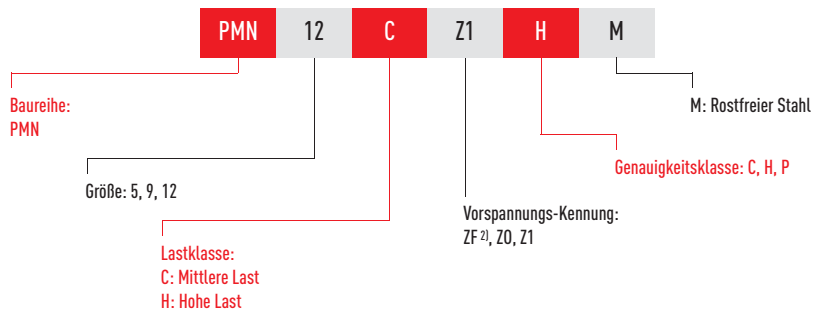 PMN 12 C Z1 H M
Baureihe:
PMN
Größe: 5, 9, 12
Lastklasse:
C: Mittlere Last
H: Hohe Last
Vorspannungs-Kennung:
ZF 2), Z0, Z1
Genauigkeitsklasse: C, H, P
M: Rostfreier Stahl